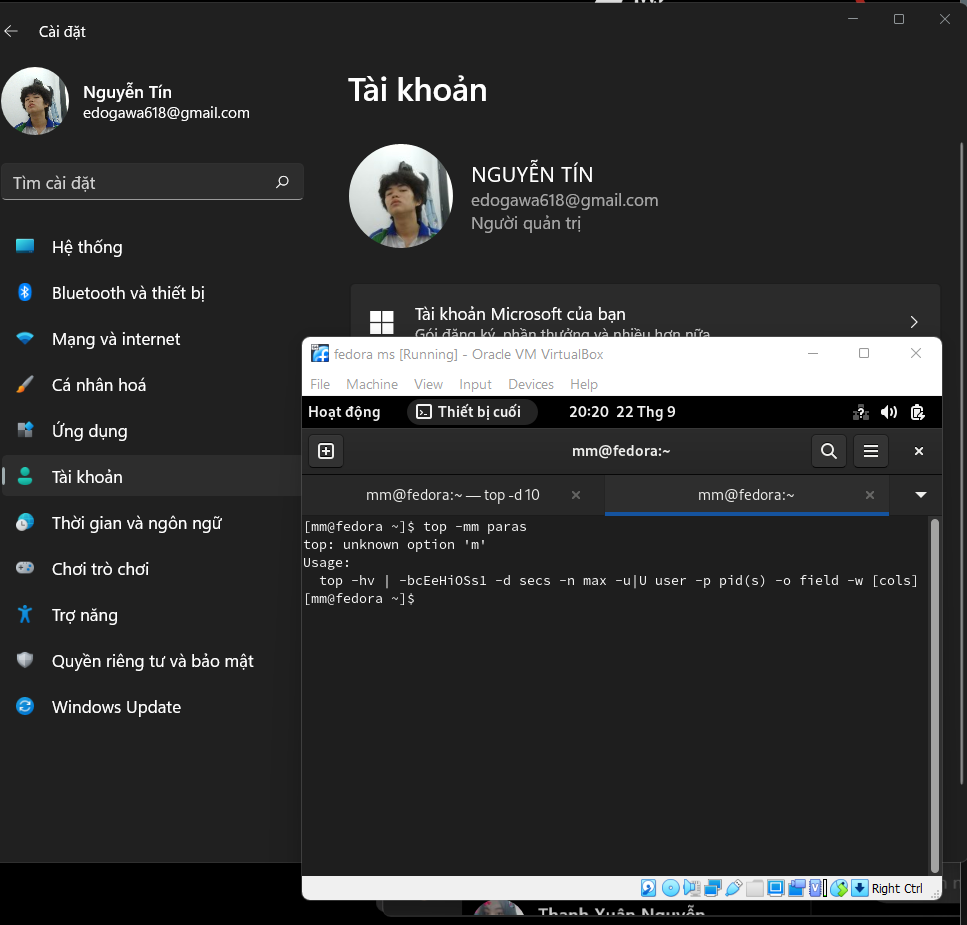 Cài đặt
Nguyễn Tín
edogawa618@gmail.com
Tìm cài đặt
Hệ thống
Bluetooth và thiết bị
Mạng và internet
Cá nhân hoá
Ứng dụng
Tài khoản
Thời gian và ngôn ngữ
Chơi trò chơi
Trợ năng
Quyền riêng tư và bảo mật
Windows Update
Tài khoản
NGUYỄN TÍN
edogawa618@gmail.com
Người quản trị
Tài khoản Microsoft của bạn
Gói đăng ký, phần thưởng và nhiều hơn nữa
fedora ms [Running] - Oracle VM VirtualBox
File Machine View Input Devices Help
Hoạt động Thiết bị cuối 20:20 22 Thg 9
mm@fedora:~
mm@fedora:~ — top -d 10 mm@fedora:~
[mm@fedora ~]$ top -mm paras
top: unknown option 'm'
Usage:
top -hv | -bcEeHiOSs1 -d secs -n max -u|U user -p pid(s) -o field -w [cols]
[mm@fedora ~]$
Right Ctrl
Thanh Xuân Nguyễn